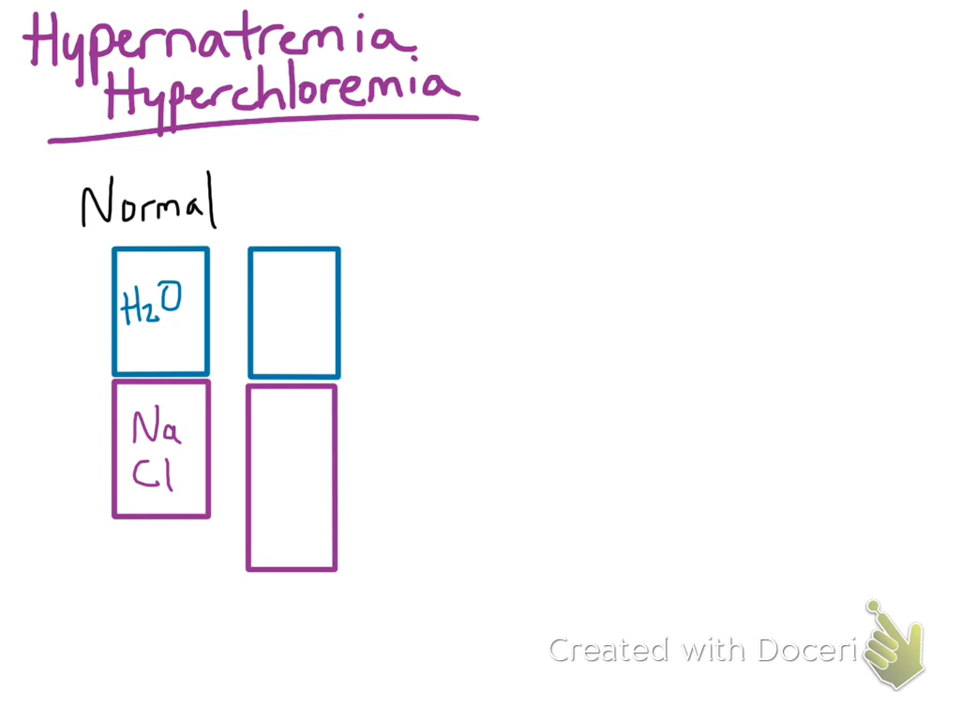 Hypernatremia
Hyperchloremia
Normal
H2O
Na
Cl
Created with Doceri